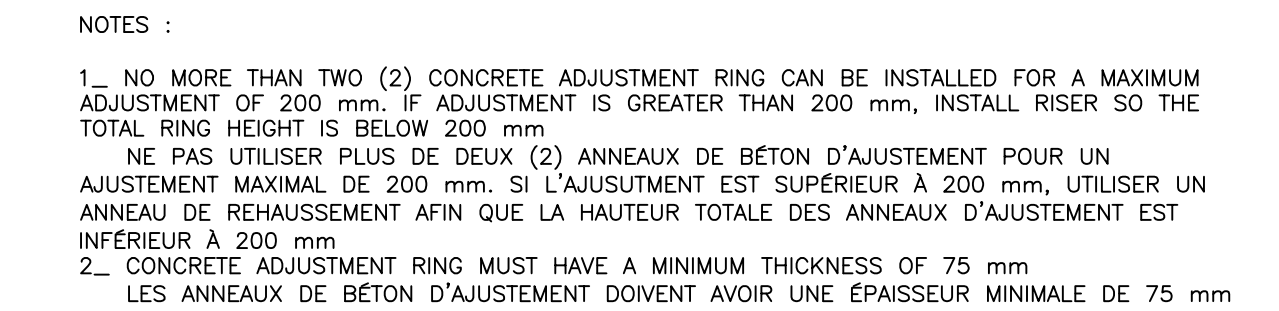 NOTES :
1_ NO MORE THAN TWO (2) CONCRETE ADJUSTMENT RING CAN BE INSTALLED FOR A MAXIMUM
ADJUSTMENT OF 200 mm. IF ADJUSTMENT IS GREATER THAN 200 mm, INSTALL RISER SO THE
TOTAL RING HEIGHT IS BELOW 200 mm
NE PAS UTILISER PLUS DE DEUX (2) ANNEAUX DE BÉTON D'AJUSTEMENT POUR UN
AJUSTEMENT MAXIMAL DE 200 mm. SI L'AJUSUTMENT EST SUPÉRIEUR À 200 mm, UTILISER UN
ANNEAU DE REHAUSSEMENT AFIN QUE LA HAUTEUR TOTALE DES ANNEAUX D'AJUSTEMENT EST
INFÉRIEUR À 200 mm
2_ CONCRETE ADJUSTMENT RING MUST HAVE A MINIMUM THICKNESS OF 75 mm
LES ANNEAUX DE BÉTON D'AJUSTEMENT DOIVENT AVOIR UNE ÉPAISSEUR MINIMALE DE 75 mm